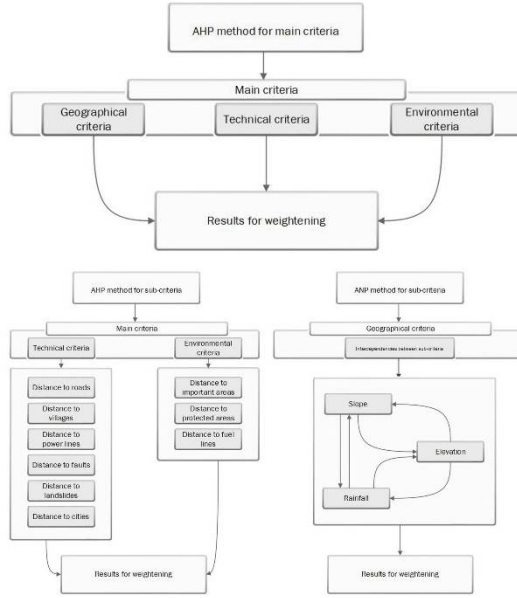 AHP method for main criteria
Main criteria
Geographical
criteria
Technical criteria
Environmental
criteria
Results for weightening
AHP method for sub-criteria
Main criteria
Technical criteria
Environmental
criteria
Distance to roads
Distance to
villages
Distance to
power lines
Distance to faults
Distance to
landslides
Distance to cities
Distance to
important areas
Distance to
protected areas
Distance to fuel
lines
Results for weightening
ANP method for sub-criteria
Geographical criteria
between sub-criteria
Slope
Elevation
Rainfall
Results for weightening